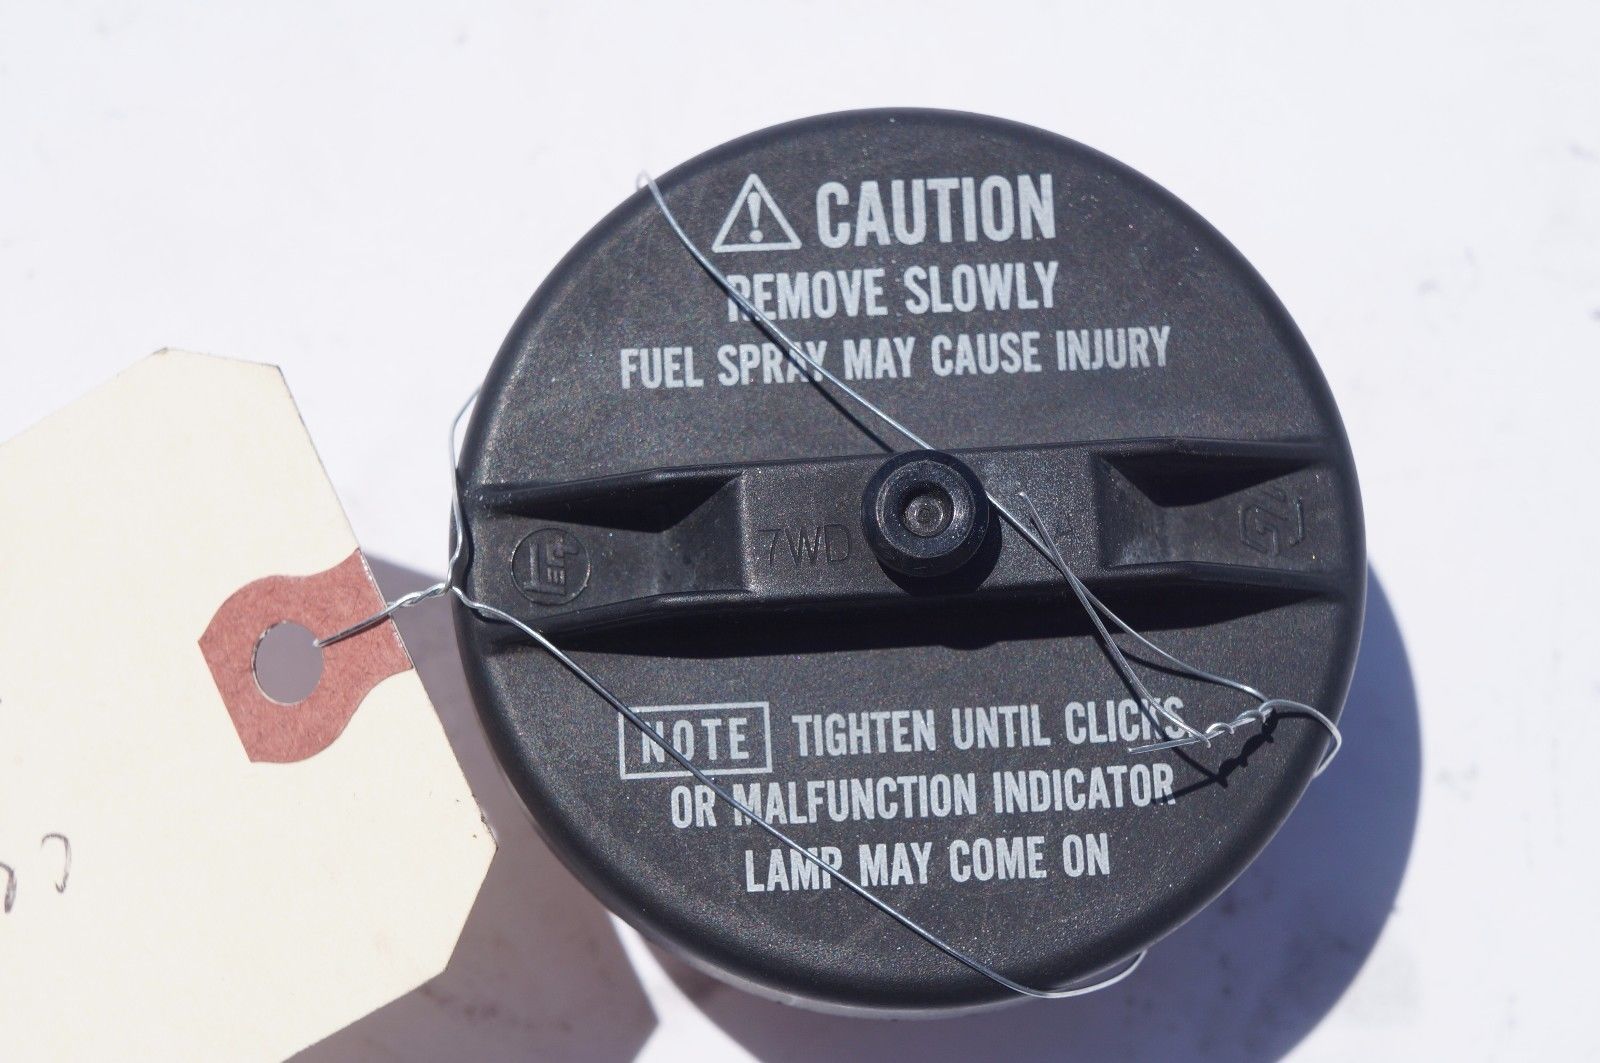 CAUTION
REMOVE SLOWLY
FUEL SPRAY MAY CAUSE INJURY
7WD
NOTE TIGHTEN UNTIL CLICKS
OR MALFUNCTION INDICATOR
LAMP MAY COME ON